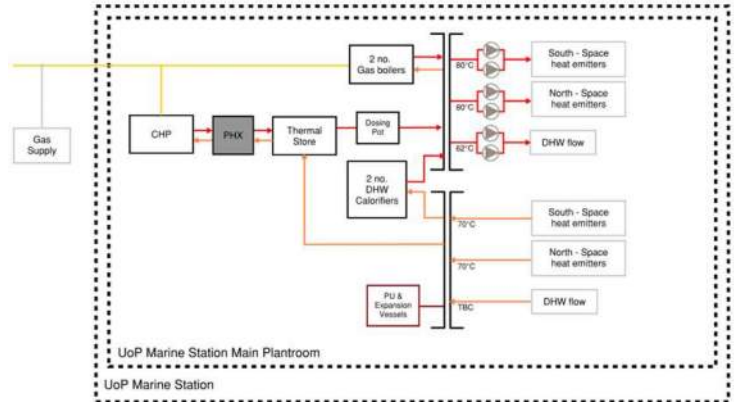 2 no.
Gas boilers
80°C
South - Space
heat emitters
60°C
North - Space
heat emitters
Gas
Supply
CHP
PHX
Thermal
Store
Dosing
Pot
62°C
DHW flow
2 no.
DHW
Calorifiers
70°C
South - Space
heat emitters
70°C
North - Space
heat emitters
PU &
Expansion
Vessels
TBC
DHW flow
UoP Marine Station Main Plantroom
UoP Marine Station